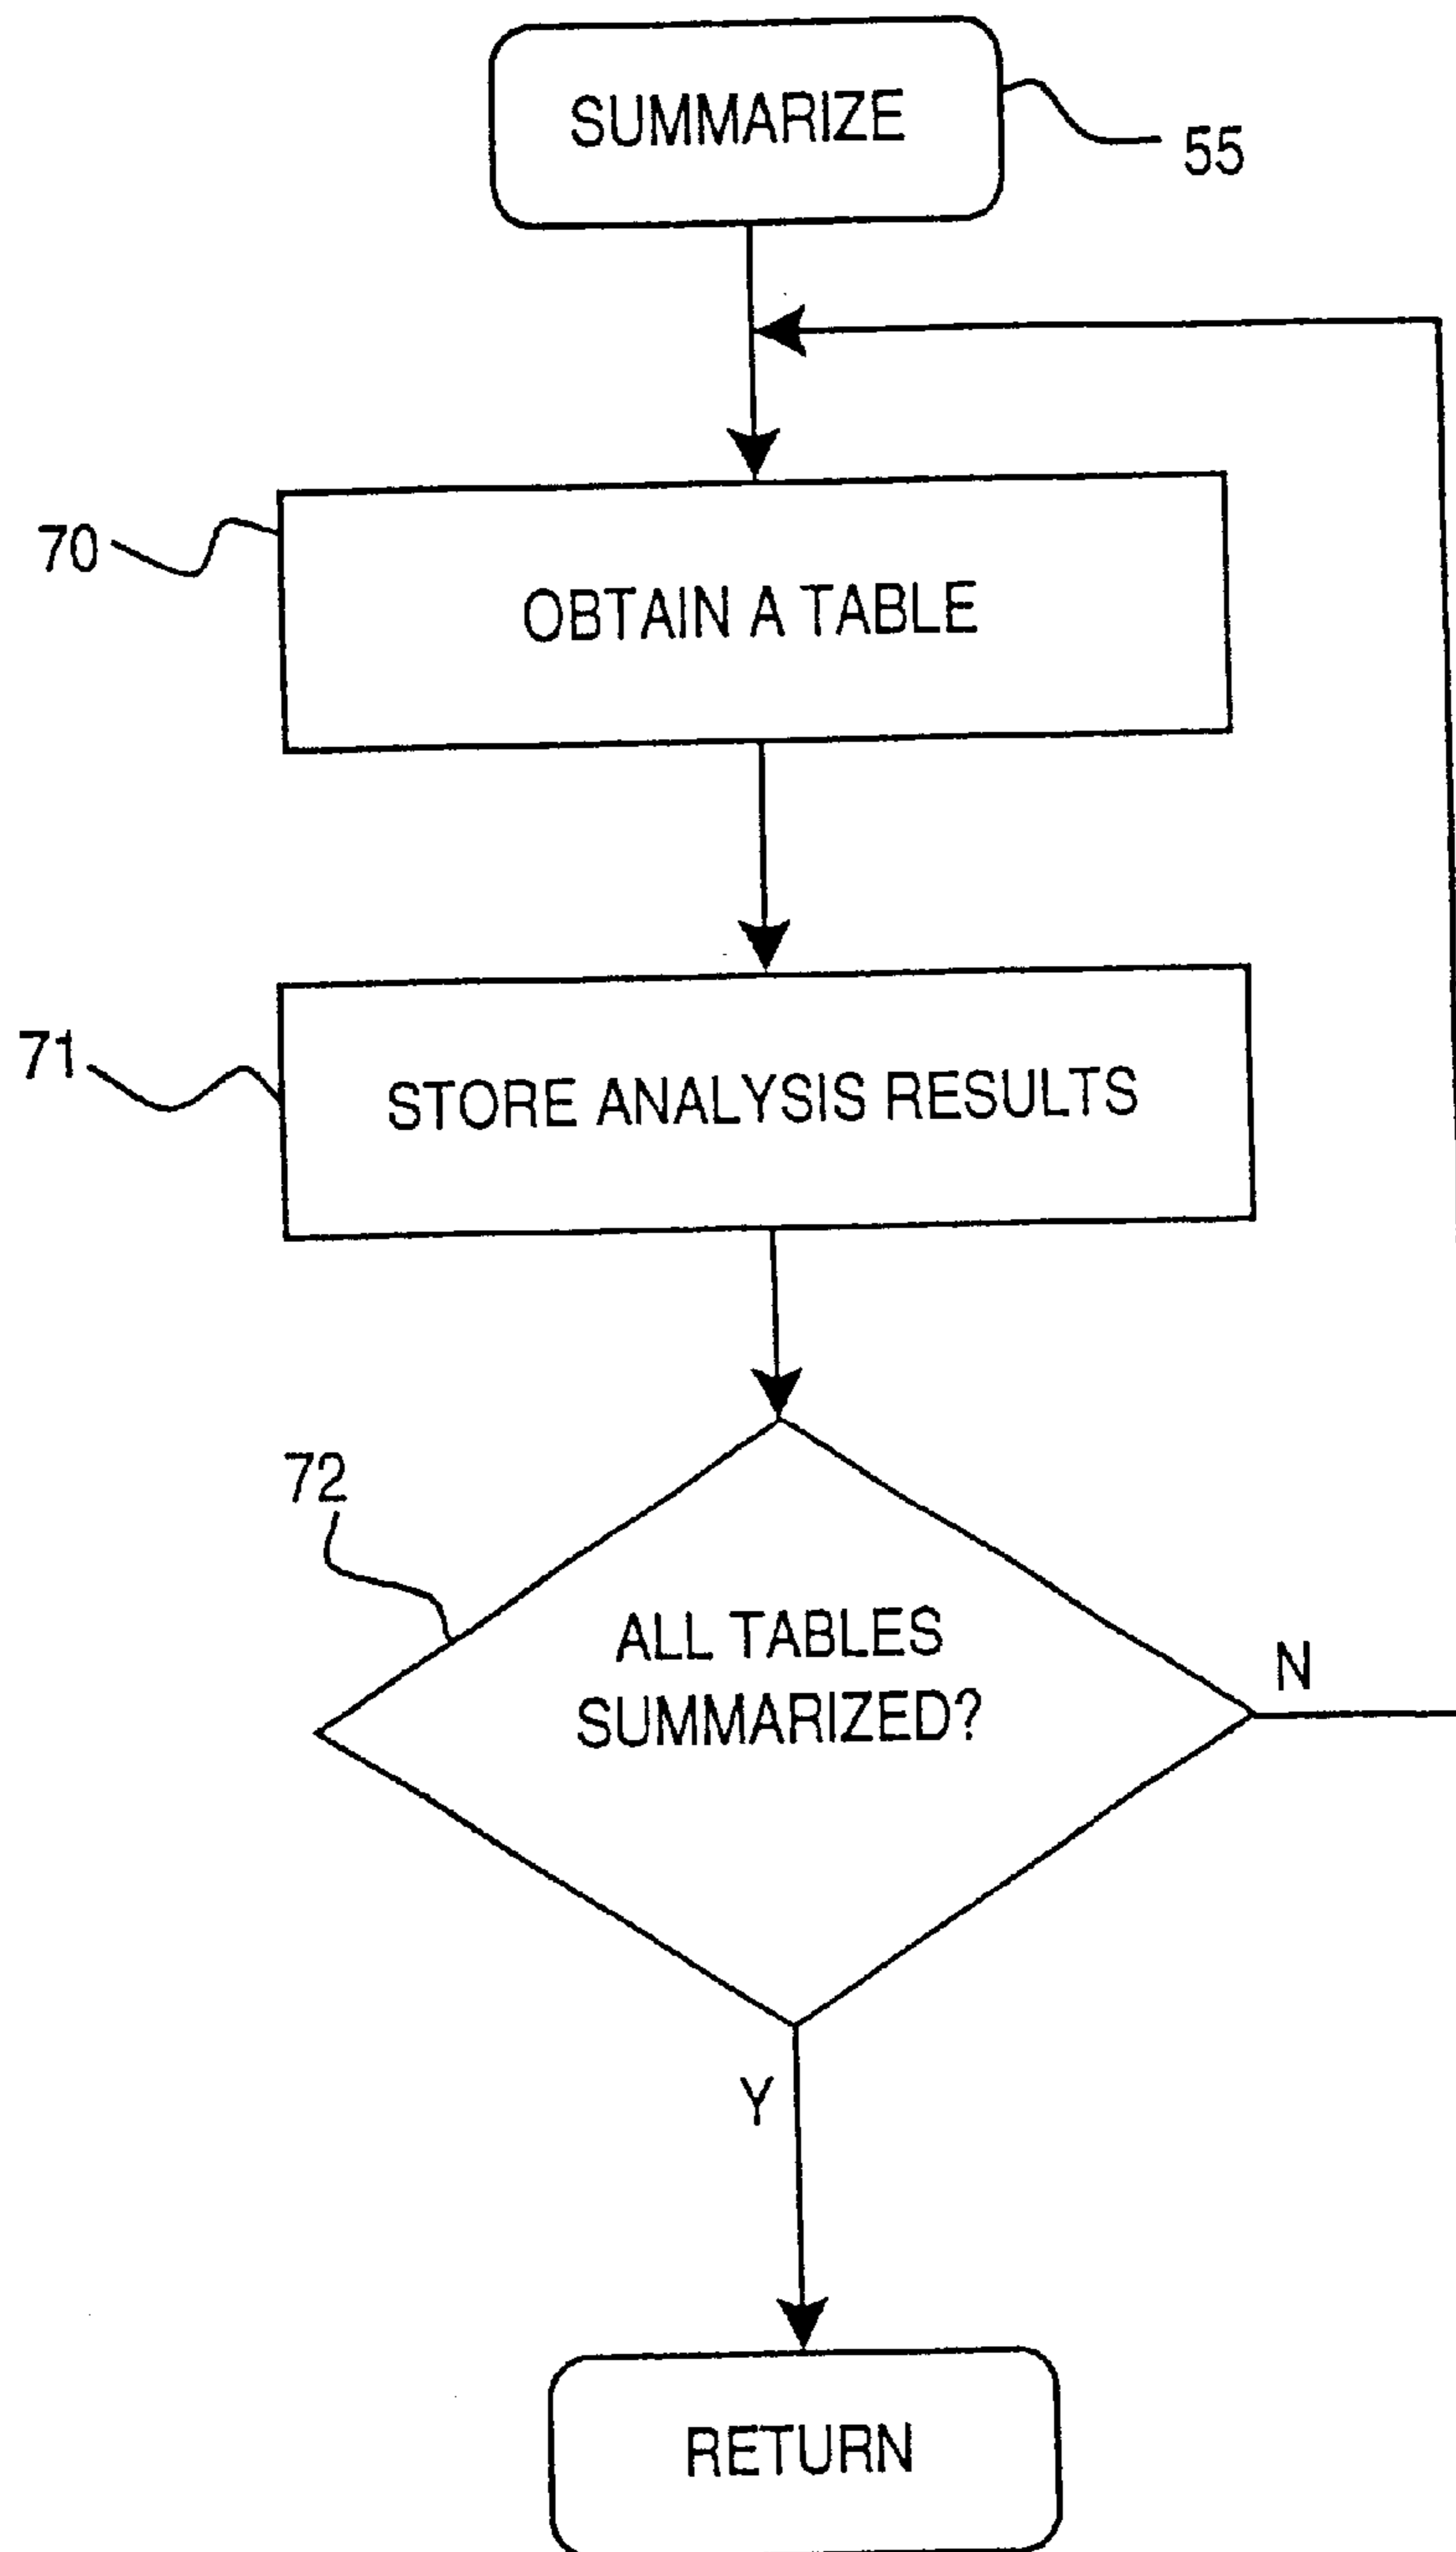 SUMMARIZE
55
70
OBTAIN A TABLE
71
STORE ANALYSIS RESULTS
72
ALL TABLES
SUMMARIZED?
N
Y
RETURN